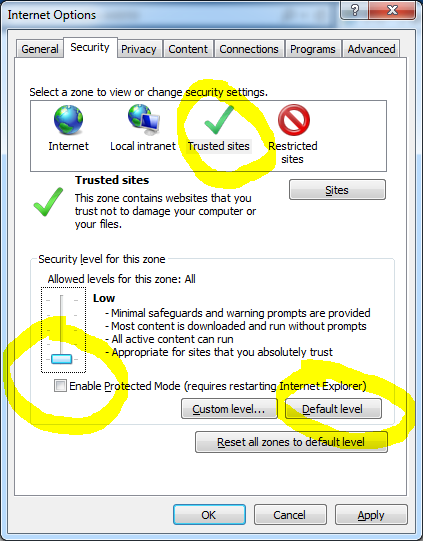 Internet Options
General Security Privacy Content Connections Programs Advanced
Select a zone to view or change security settings.
Internet Local intranet Trusted sites Restricted
sites
Trusted sites
Sites
This zone contains websites that you
trust not to damage your computer or
your files.
Security level for this zone
Allowed levels for this zone: All
Low
- Minimal safeguards and warning prompts are provided
- Most content is downloaded and run without prompts
- All active content can run
- Appropriate for sites that you absolutely trust
Enable Protected Mode (requires restarting Internet Explorer)
Custom level... Default level
Reset all zones to default level
OK Cancel Apply